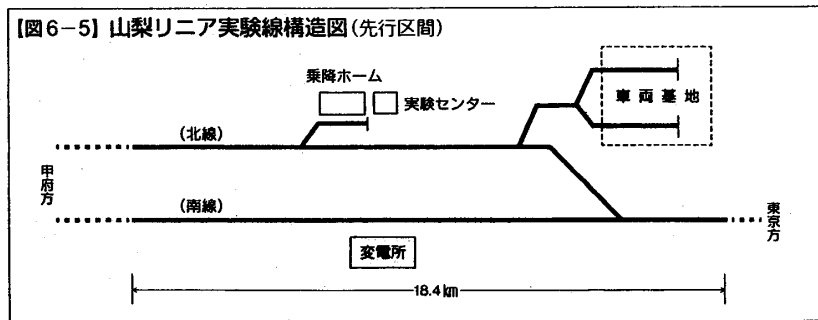 【図6-5】山梨リニア実験線構造図(先行区間)
乗降ホーム
実験センター
車両基地
(北線)
甲府方
(南線)
東京方
変電所
18.4km